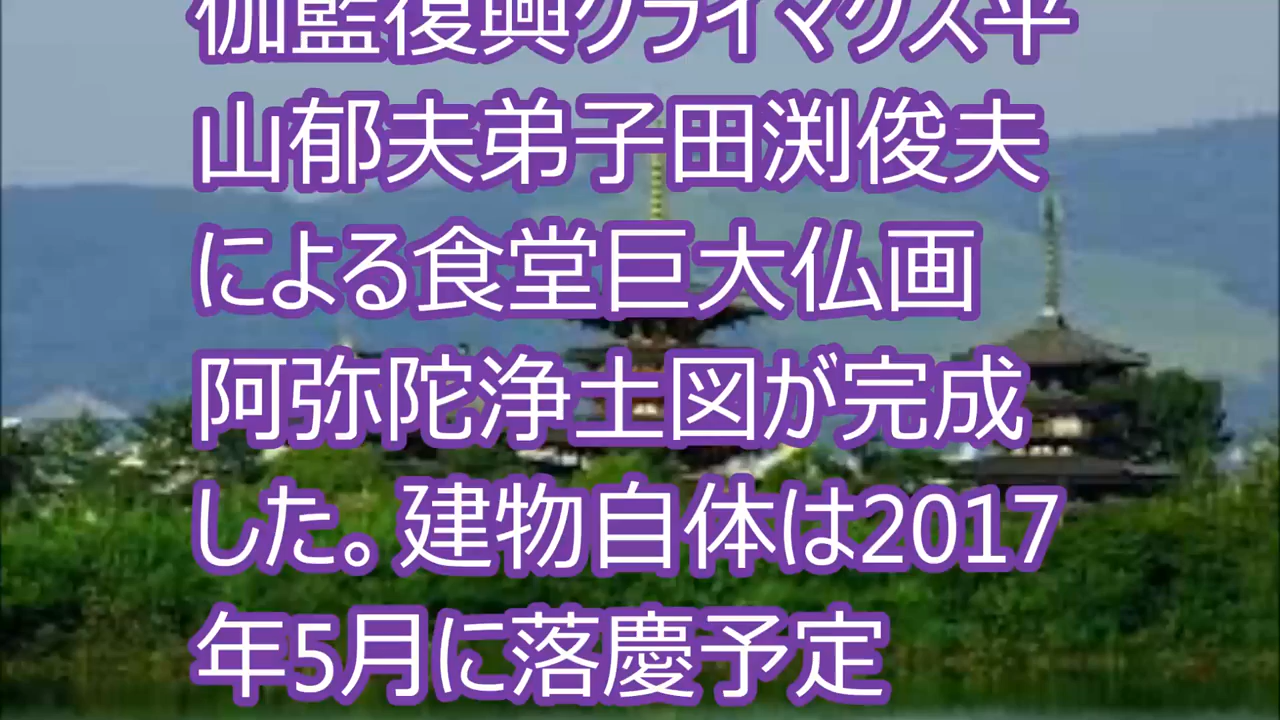 伽藍復興クライマックス平
山郁夫弟子田渕俊夫
による食堂巨大仏画
阿弥陀浄土図が完成
した。建物自体は2017
年5月に落慶予定